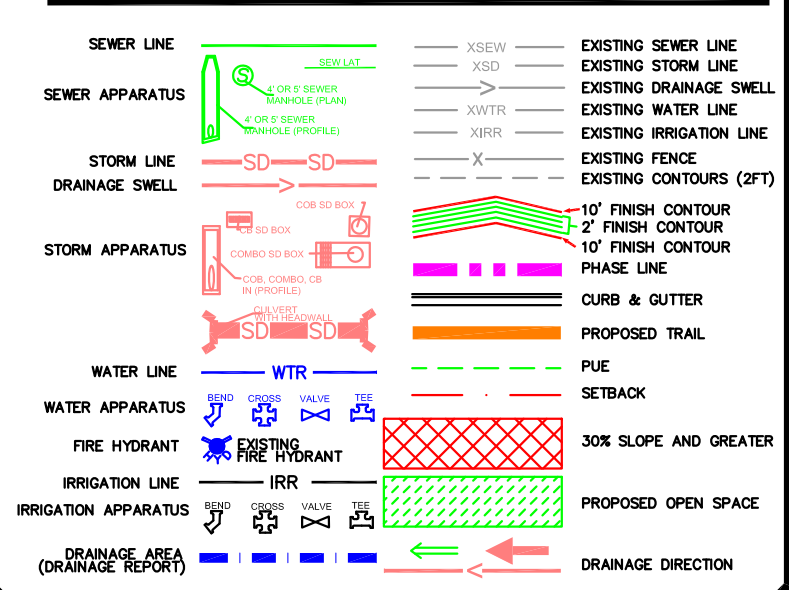 SEWER LINE
SEW LAT
SEWER APPARATUS
S
4' OR 5' SEWER
MANHOLE (PLAN)
4' OR 5' SEWER
MANHOLE (PROFILE)
STORM LINE
SD SD
DRAINAGE SWELL
STORM APPARATUS
COB SD BOX
CB SD BOX
COMBO SD BOX
COB, COMBO, CB
IN (PROFILE)
CULVERT
WITH HEADWALL
SD SD
WATER LINE
WTR
WATER APPARATUS
BEND CROSS VALVE TEE
FIRE HYDRANT
EXISTING
FIRE HYDRANT
IRRIGATION LINE
IRR
IRRIGATION APPARATUS
BEND CROSS VALVE TEE
DRAINAGE AREA
(DRAINAGE REPORT)
XSEW EXISTING SEWER LINE
XSD EXISTING STORM LINE
EXISTING DRAINAGE SWELL
XWTR EXISTING WATER LINE
XIRR EXISTING IRRIGATION LINE
X EXISTING FENCE
EXISTING CONTOURS (2FT)
10' FINISH CONTOUR
2' FINISH CONTOUR
10' FINISH CONTOUR
PHASE LINE
CURB & GUTTER
PROPOSED TRAIL
PUE
SETBACK
30% SLOPE AND GREATER
PROPOSED OPEN SPACE
DRAINAGE DIRECTION